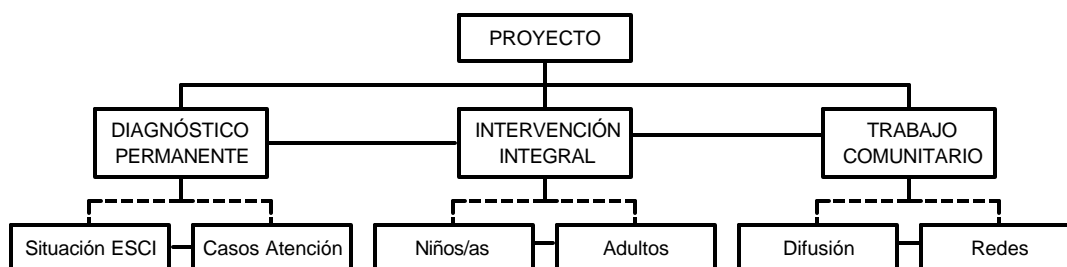 PROYECTO
DIAGNÓSTICO
PERMANENTE
INTERVENCIÓN
INTEGRAL
TRABAJO
COMUNITARIO
Situación ESCI
Casos Atención
Niños/as
Adultos
Difusión
Redes